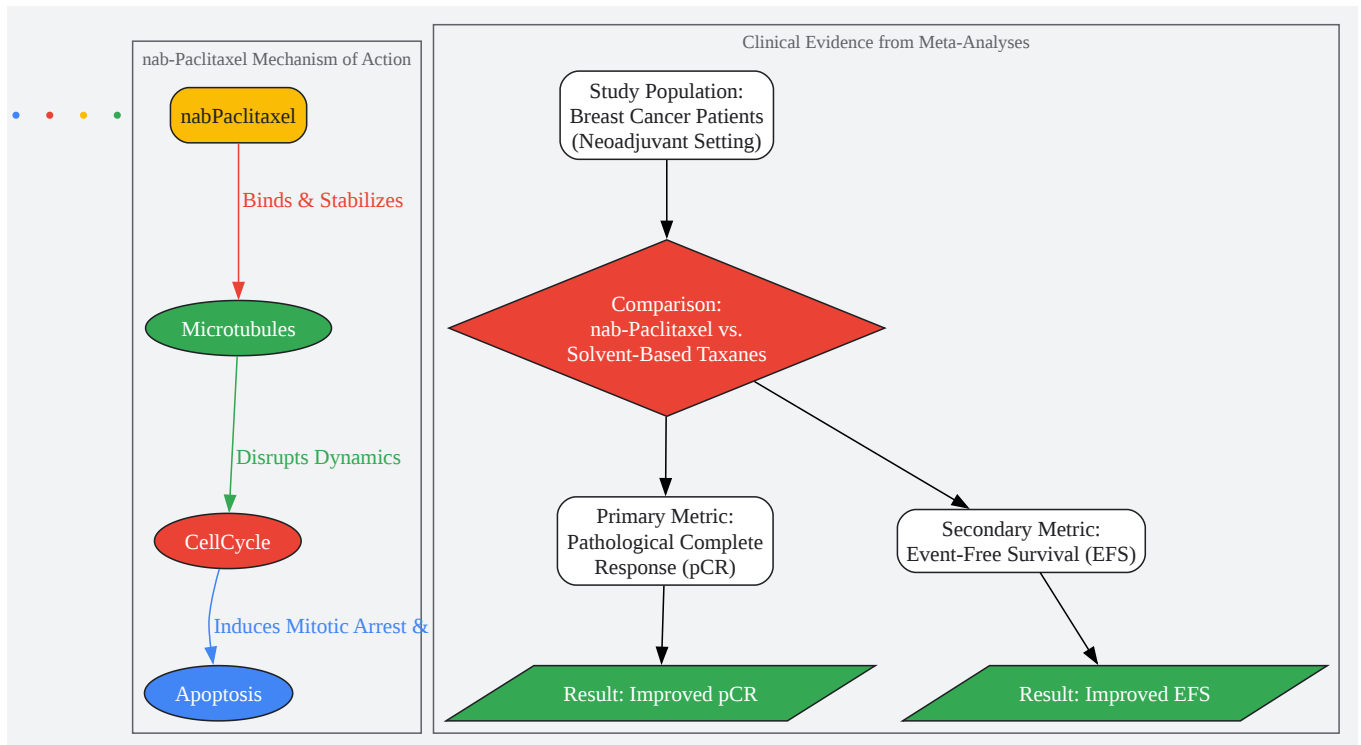 nab-Paclitaxel Mechanism of Action
nabPaclitaxel
Binds & Stabilizes
Microtubules
Disrupts Dynamics
CellCycle
Induces Mitotic Arrest &
Apoptosis
Clinical Evidence from Meta-Analyses
Study Population:
Breast Cancer Patients
(Neoadjuvant Setting)
Comparison:
nab-Paclitaxel vs.
Solvent-Based Taxanes
Primary Metric:
Pathological Complete
Response (pCR)
Secondary Metric:
Event-Free Survival (EFS)
Result: Improved pCR
Result: Improved EFS